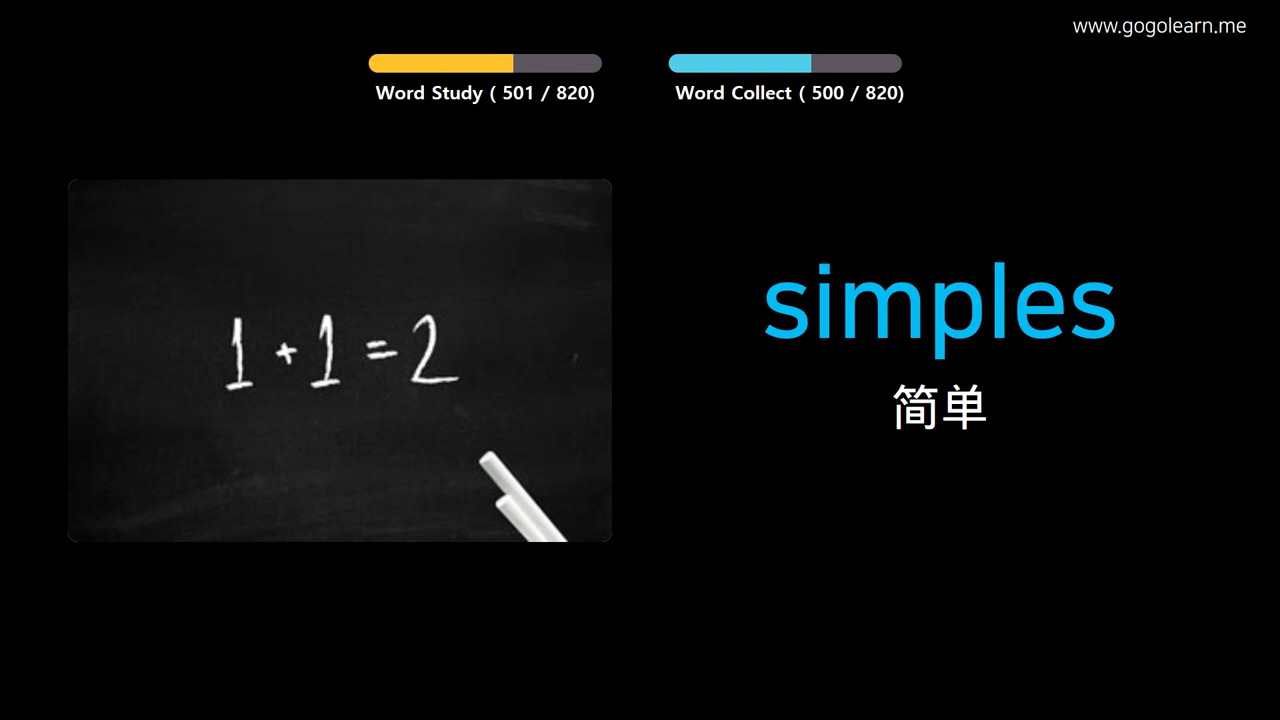 www.gogolearn.me
Word Study ( 501 / 820)
Word Collect ( 500 / 820)
1 + 1 = 2
simples
简单